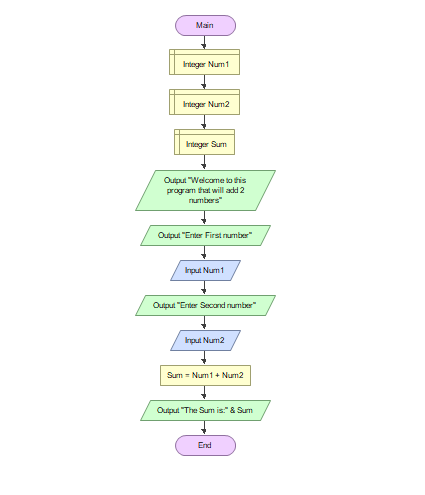 Main
Integer Num1
Integer Num2
Integer Sum
Output "Welcome to this
program that will add 2
numbers"
Output "Enter First number"
Input Num1
Output "Enter Second number"
Input Num2
Sum = Num1 + Num2
Output "The Sum is:" & Sum
End